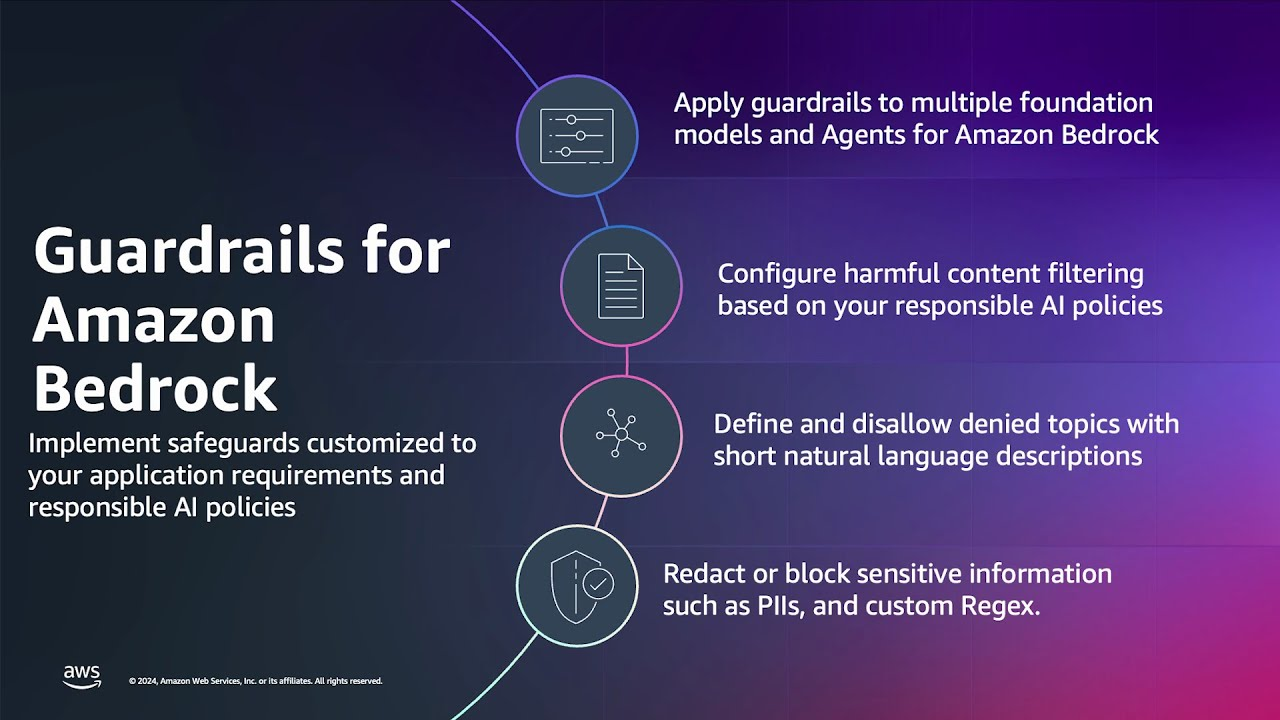 Guardrails for
Amazon
Bedrock
Implement safeguards customized to
your application requirements and
responsible AI policies
Apply guardrails to multiple foundation
models and Agents for Amazon Bedrock
Configure harmful content filtering
based on your responsible AI policies
Define and disallow denied topics with
short natural language descriptions
Redact or block sensitive information
such as PIIs, and custom Regex.
aws
© 2024, Amazon Web Services, Inc. or its affiliates. All rights reserved.